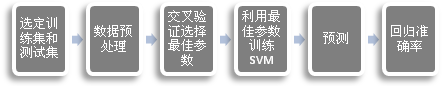 选定训
练集和
测试集
数据预
处理
交叉验
证选择
最佳参
数
利用最
佳参数
训练
SVM
预测
回归准
确率